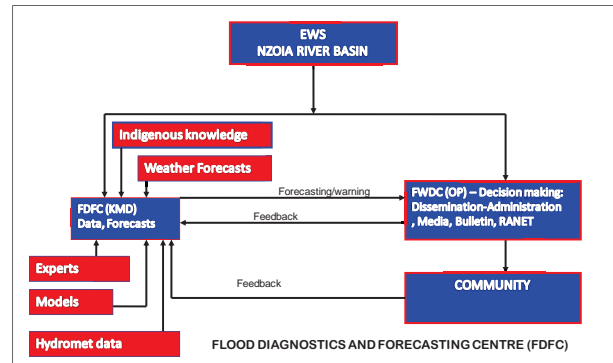 EWS
NZOIA RIVER BASIN
Indigenous knowledge
Weather Forecasts
Forecasting/warning
FDFC (KMD)
Data, Forecasts
Feedback
FWDC (OP) – Decision making:
Dissemination-Administration
, Media, Bulletin, RANET
Experts
Models
Feedback
COMMUNITY
Hydromet data
FLOOD DIAGNOSTICS AND FORECASTING CENTRE (FDFC)